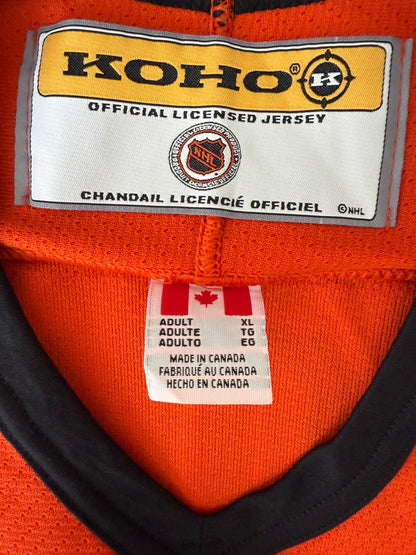 KOHO® K
OFFICIAL LICENSED JERSEY
NHL
CHANDAIL LICENCIÉ OFFICIEL
©NHL
ADULT XL
ADULTE TG
ADULTO EG
MADE IN CANADA
FABRIQUÉ AU CANADA
HECHO EN CANADA